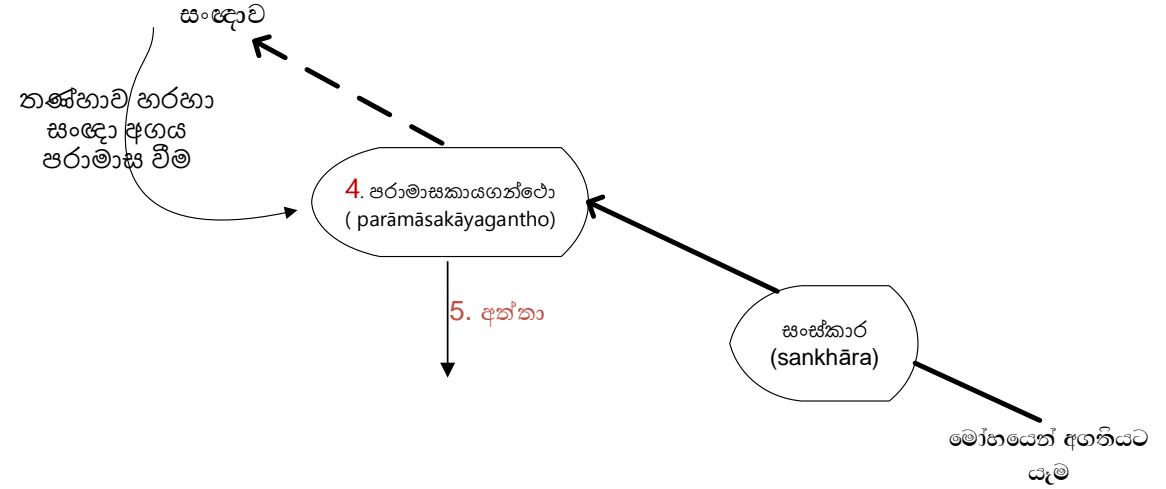 සංඥාව
තණ්හාව හරහා
සංඥා අගය
පරාමාස වීම
4. පරාමාසකායගන්ථො
( parāmāsakāyagantho)
5. අත්තා
සංස්කාර
(sankhāra)
මෝහයෙන් අගතියට
යෑම